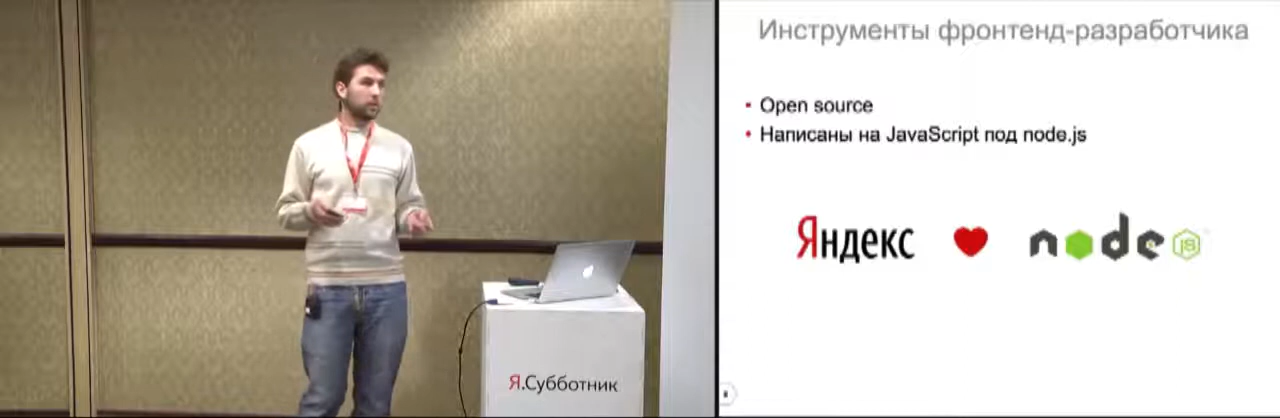 Инструменты фронтенд-разработчика
Open source
Написаны на JavaScript под node.js
Яндекс node js
Я.Субботник